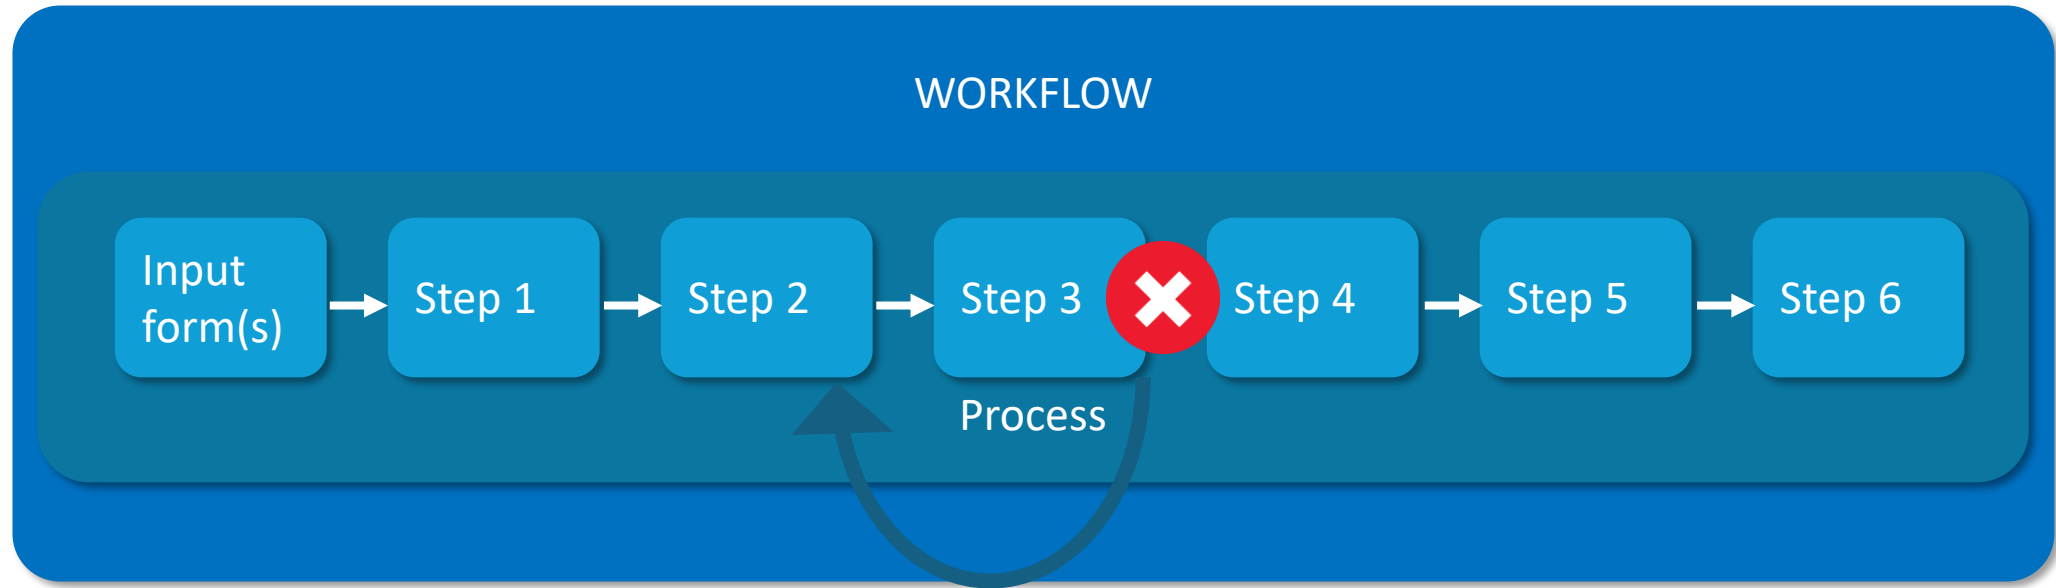 WORKFLOW
Input
form(s)
Step 1
Step 2
Step 3
Step 4
Step 5
Step 6
Process